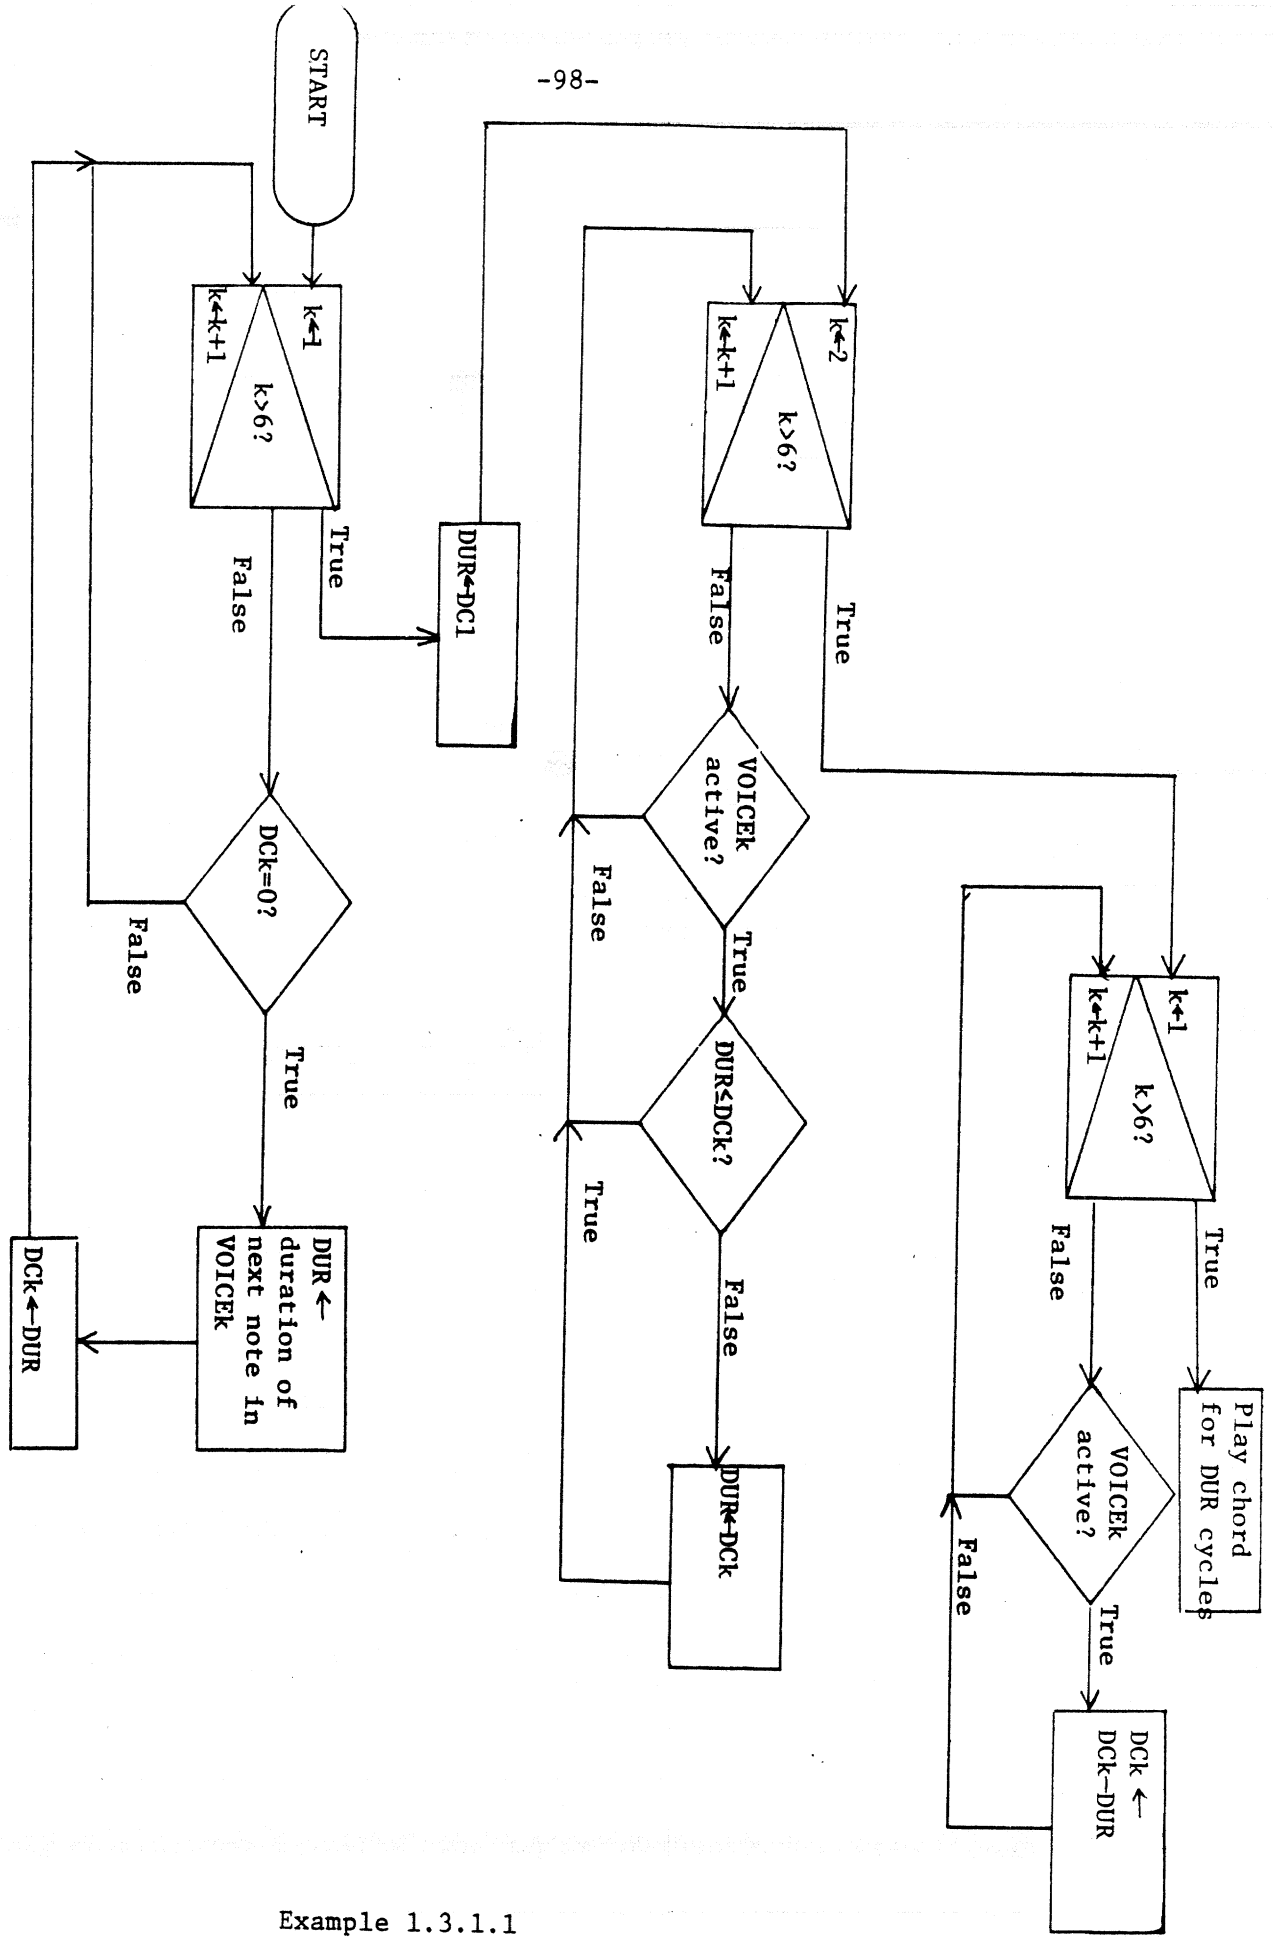 -98-
START
k←1
k←k+1
k>6?
True
False
DCk=0?
False
True
DUR ←
duration of
next note in
VOICEk
DCk←DUR
DUR←DC1
k←2
k←k+1
k>6?
True
False
VOICEk
active?
False
True
DUR≤DCk?
True
False
DUR←DCk
k←1
k←k+1
k>6?
True
False
Play chord
for DUR cycles
VOICEk
active?
False
True
DCk ←
DCk—DUR
Example 1.3.1.1